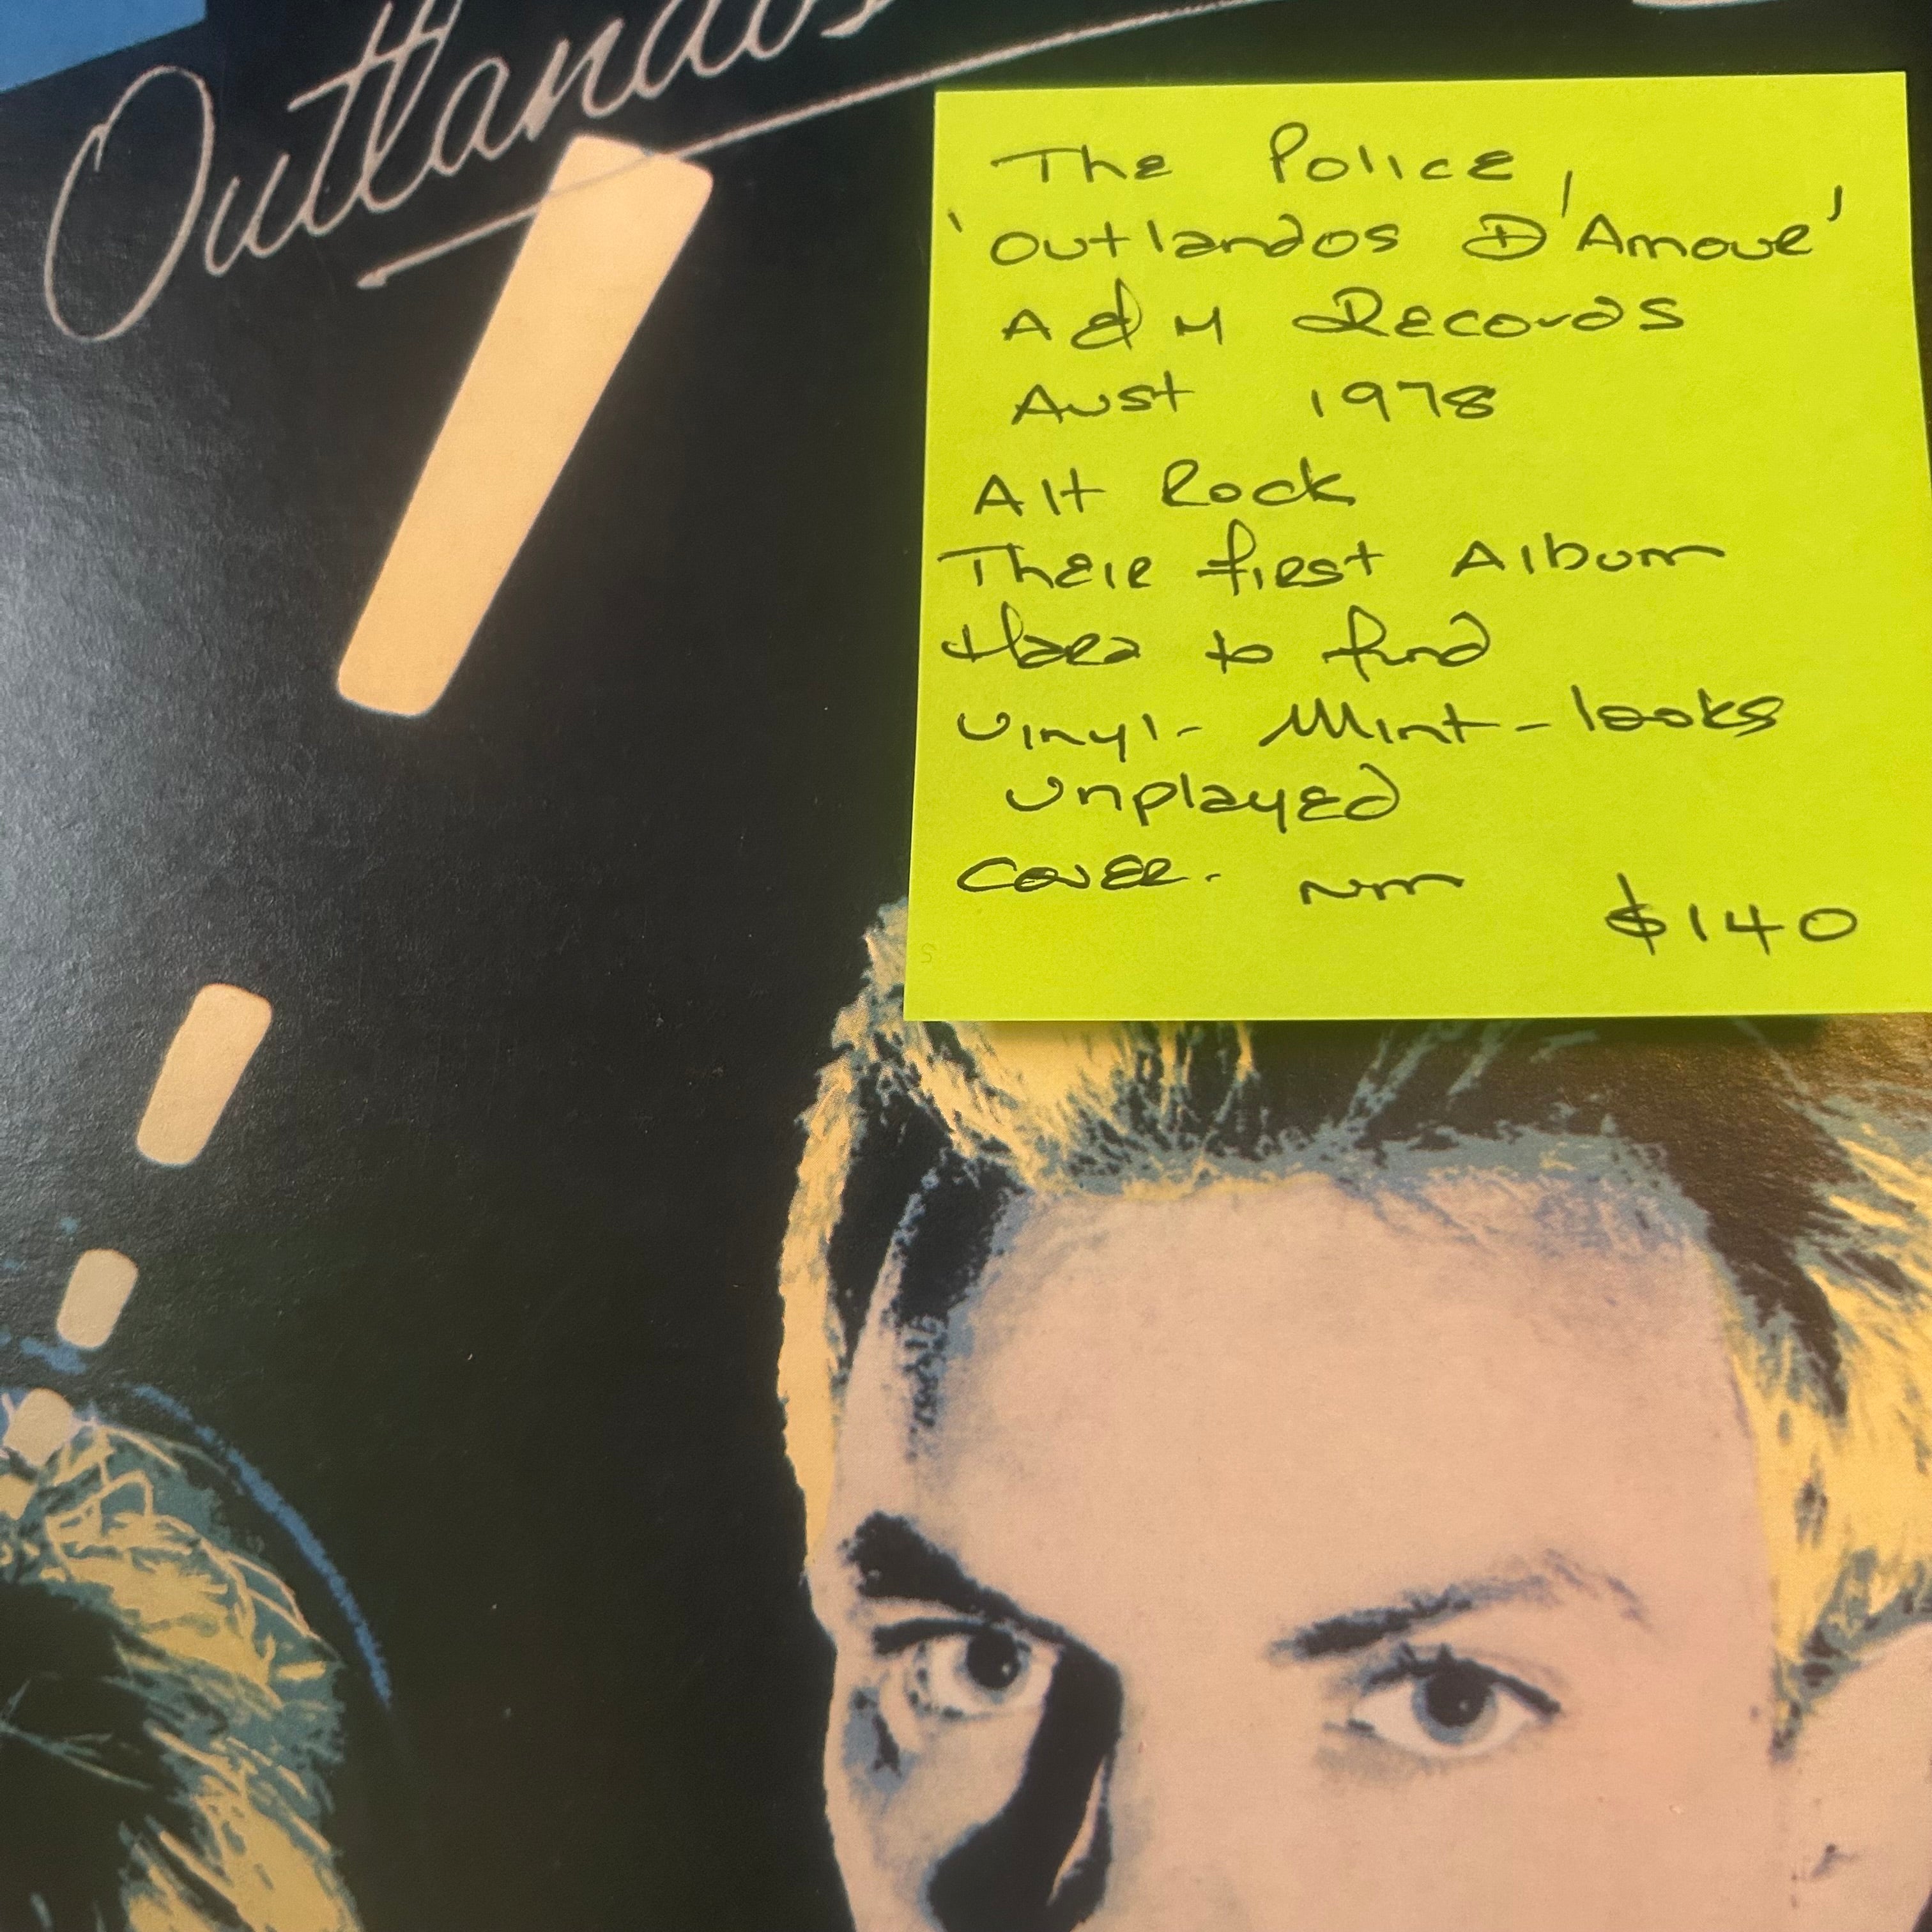 Outlandos
The Police,
'Outlandos D'Amour'
A & M Records
Aust 1978
Alt Rock
Their first Album
Hard to find
Vinyl - Mint - looks
unplayed
Cover. NM
$140